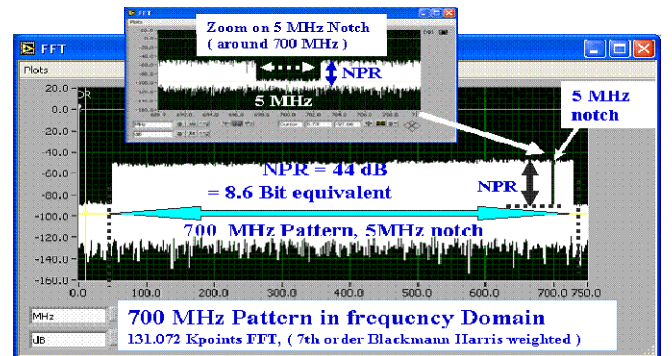 FFT
Plots
Zoom on 5 MHz Notch
( around 700 MHz )
NPR
5 MHz
FFT
Plots
20.0
0.0
-20.0
-40.0
-60.0
-80.0
-100.0
-120.0
-140.0
-160.0
5 MHz
notch
NPR = 44 dB
= 8.6 Bit equivalent
NPR
700 MHz Pattern, 5MHz notch
0.0 100.0 200.0 300.0 400.0 500.0 600.0 700.0 750.0
MHz
dB
700 MHz Pattern in frequency Domain
131.072 Kpoints FFT, ( 7th order Blackmann Harris weighted )